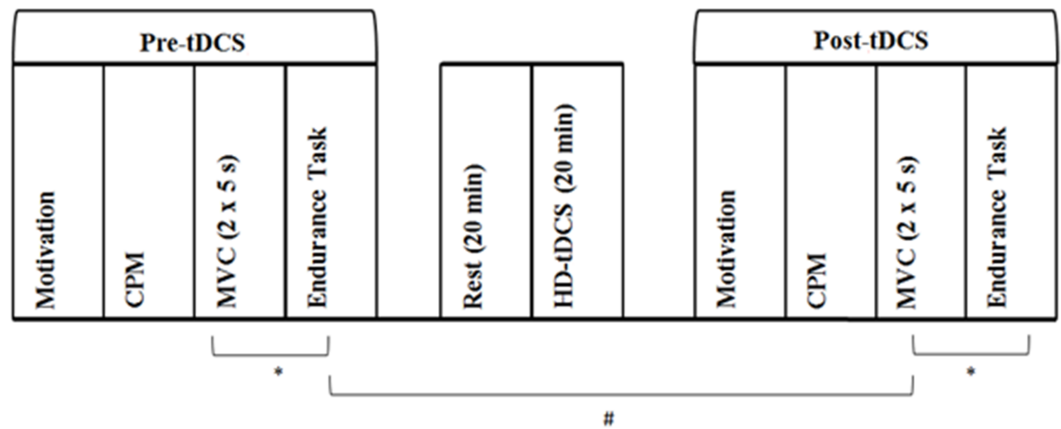 Pre-tDCS
Post-tDCS
Motivation
CPM
MVC (2 x 5 s)
Endurance Task
Rest (20 min)
HD-tDCS (20 min)
Motivation
CPM
MVC (2 x 5 s)
Endurance Task
*
*
#